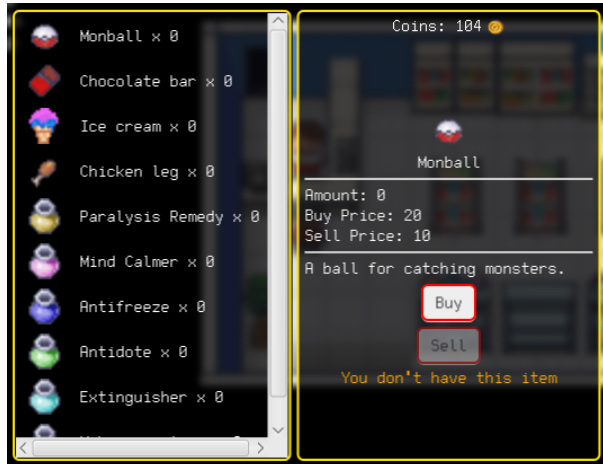 Monball x 0
Chocolate bar x 0
Ice cream x 0
Chicken leg x 0
Paralysis Remedy x 0
Mind Calmer x 0
Antifreeze x 0
Antidote x 0
Extinguisher x 0
Coins: 104
Monball
Amount: 0
Buy Price: 20
Sell Price: 10
A ball for catching monsters.
Buy
Sell
You don't have this item